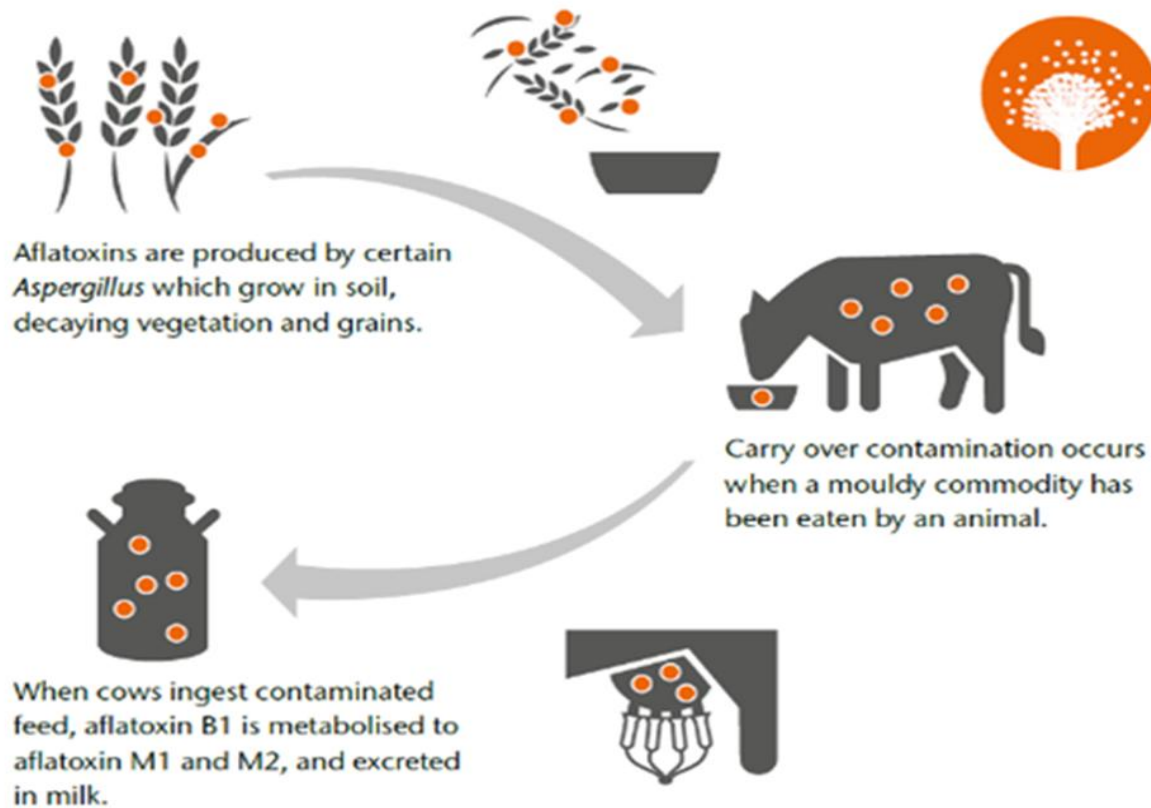 Aflatoxins are produced by certain
Aspergillus which grow in soil,
decaying vegetation and grains.
Carry over contamination occurs
when a mouldy commodity has
been eaten by an animal.
When cows ingest contaminated
feed, aflatoxin B1 is metabolised to
aflatoxin M1 and M2, and excreted
in milk.